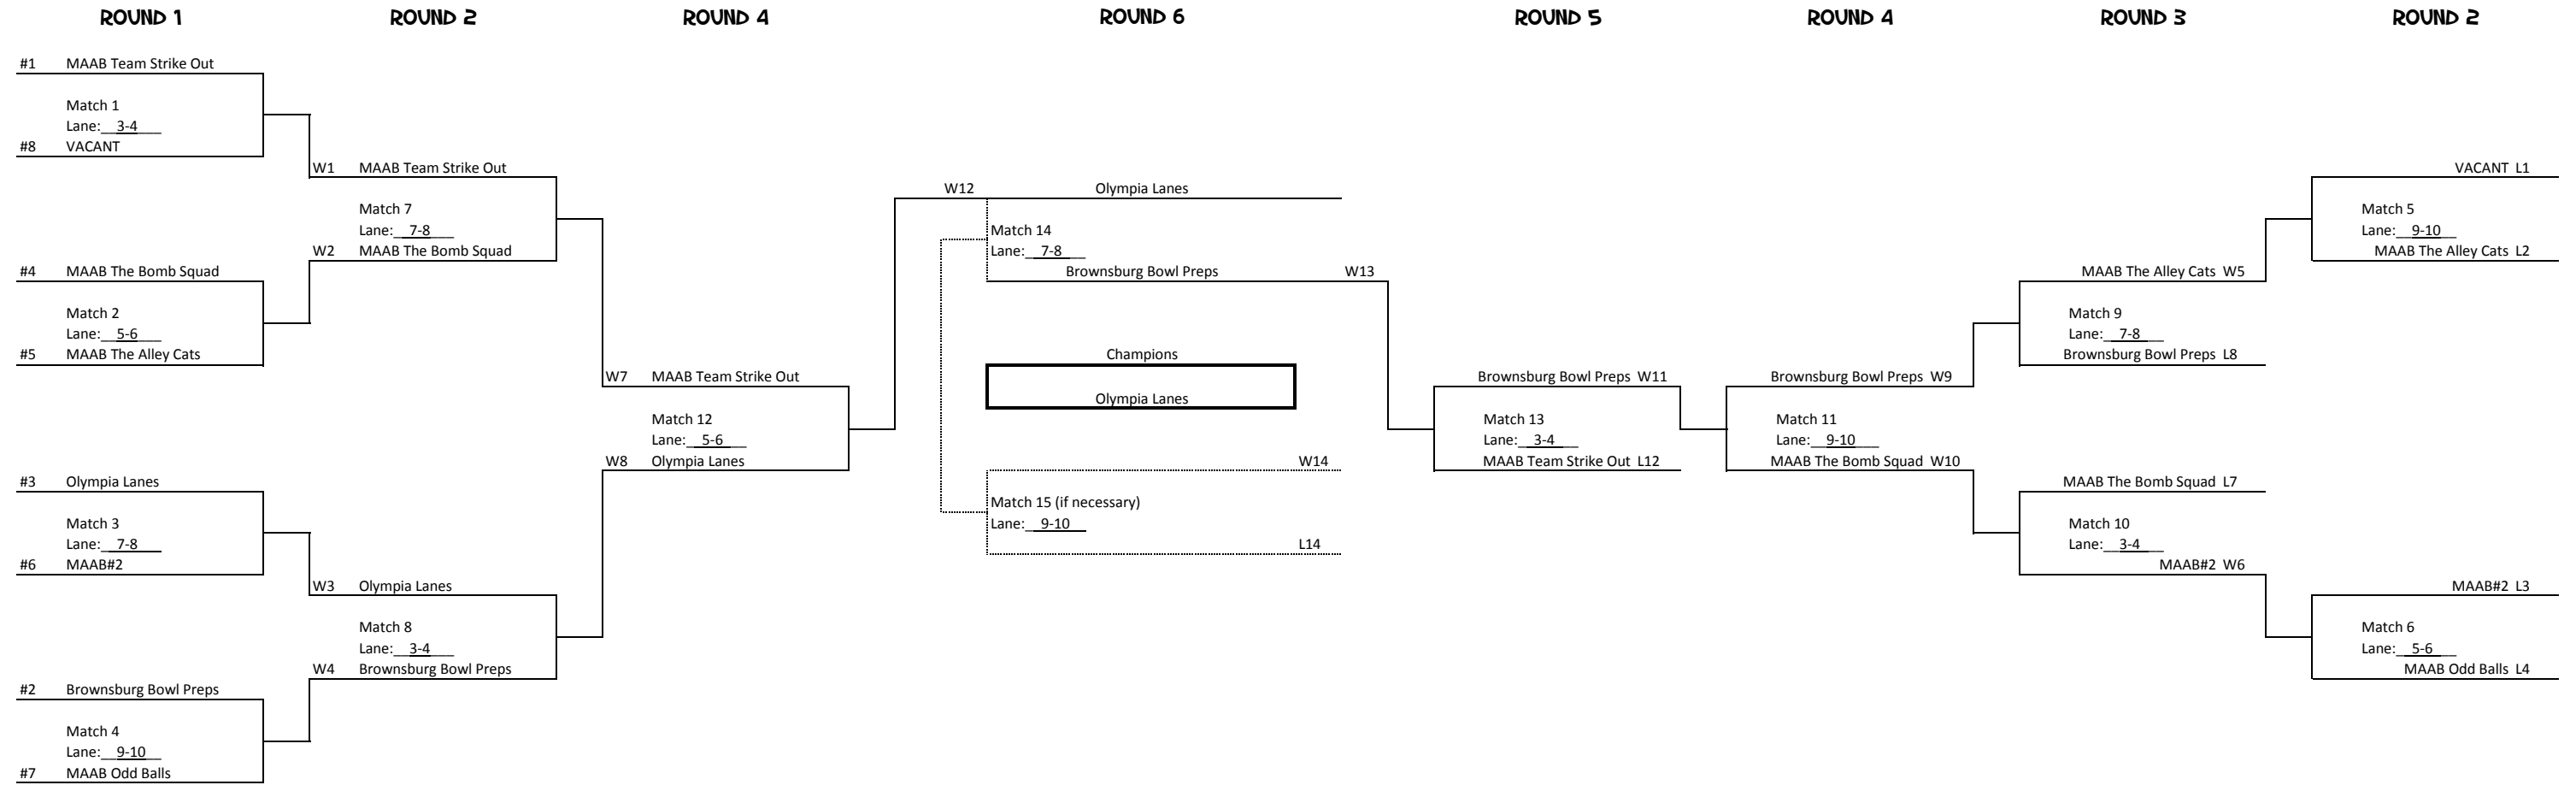 ROUND 1 ROUND 2 ROUND 4 ROUND 6 ROUND 5 ROUND 4 ROUND 3 ROUND 2
#1 MAAB Team Strike Out
Match 1
Lane: 3-4
#8 VACANT
#4 MAAB The Bomb Squad
Match 2
Lane: 5-6
#5 MAAB The Alley Cats
#3 Olympia Lanes
Match 3
Lane: 7-8
#6 MAAB#2
#2 Brownsburg Bowl Preps
Match 4
Lane: 9-10
#7 MAAB Odd Balls
W1 MAAB Team Strike Out
Match 7
Lane: 7-8
W2 MAAB The Bomb Squad
W3 Olympia Lanes
Match 8
Lane: 3-4
W4 Brownsburg Bowl Preps
W7 MAAB Team Strike Out
Match 12
Lane: 5-6
W8 Olympia Lanes
W12 Olympia Lanes
Match 14
Lane: 7-8
Brownsburg Bowl Preps W13
Champions
Olympia Lanes
W14
Match 15 (if necessary)
Lane: 9-10
L14
Brownsburg Bowl Preps W11
Match 13
Lane: 3-4
MAAB Team Strike Out L12
Brownsburg Bowl Preps W9
Match 11
Lane: 9-10
MAAB The Bomb Squad W10
MAAB The Alley Cats W5
Match 9
Lane: 7-8
Brownsburg Bowl Preps L8
MAAB The Bomb Squad L7
Match 10
Lane: 3-4
MAAB#2 W6
VACANT L1
Match 5
Lane: 9-10
MAAB The Alley Cats L2
MAAB#2 L3
Match 6
Lane: 5-6
MAAB Odd Balls L4